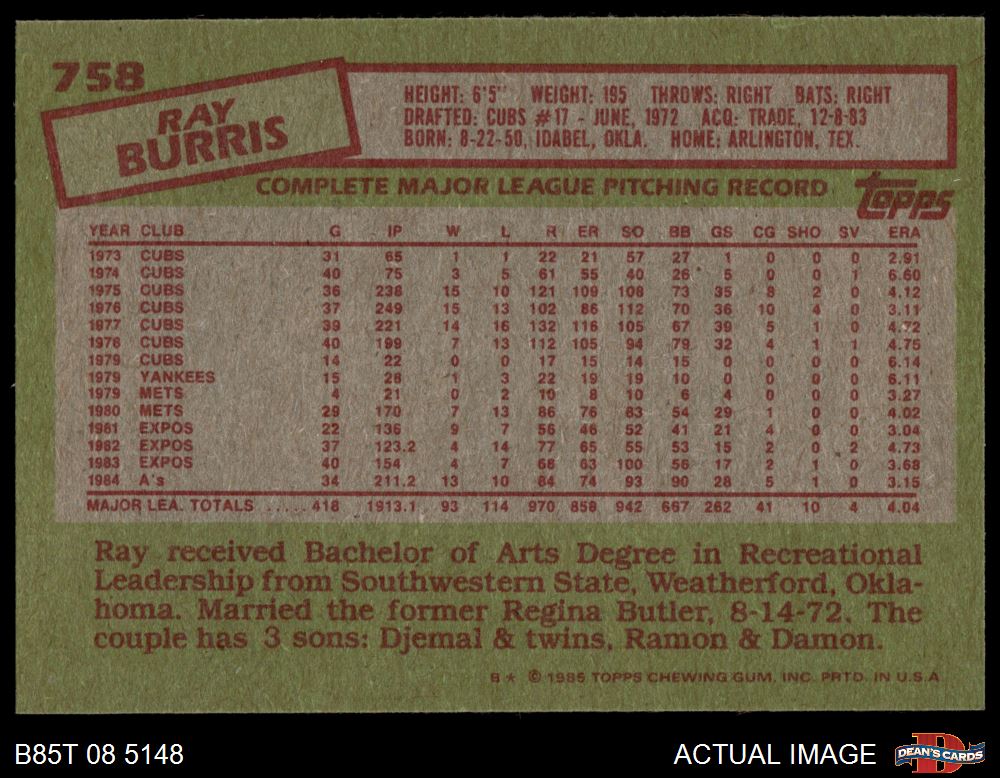 758
RAY
BURRIS
HEIGHT: 6'5" WEIGHT: 195 THROWS: RIGHT BATS: RIGHT
DRAFTED: CUBS #17 - JUNE, 1972 ACQ: TRADE, 12-8-83
BORN: 8-22-50, IDABEL, OKLA. HOME: ARLINGTON, TEX.
COMPLETE MAJOR LEAGUE PITCHING RECORD
topps
YEAR CLUB G IP W L R ER SO BB GS CG SHO SV ERA
1973 CUBS 31 65 1 1 22 21 57 27 1 0 0 0 2.91
1974 CUBS 40 75 3 5 61 55 40 26 5 0 0 1 6.60
1975 CUBS 36 238 15 10 121 109 108 73 35 8 2 0 4.12
1976 CUBS 37 249 15 13 102 86 112 70 36 10 4 0 3.11
1977 CUBS 39 221 14 16 132 116 105 67 39 5 1 0 4.72
1978 CUBS 40 199 7 13 112 105 94 79 32 4 1 1 4.75
1979 CUBS 14 22 0 0 17 15 14 15 0 0 0 0 6.14
1979 YANKEES 15 28 1 3 22 19 19 10 0 0 0 0 6.11
1979 METS 4 21 0 2 10 8 10 6 4 0 0 0 3.27
1980 METS 29 170 7 13 86 76 83 54 29 1 0 0 4.02
1981 EXPOS 22 136 9 7 56 46 52 41 21 4 0 0 3.04
1982 EXPOS 37 123.2 4 14 77 65 55 53 15 2 0 2 4.73
1983 EXPOS 40 154 4 7 68 63 100 56 17 2 1 0 3.68
1984 A's 34 211.2 13 10 84 74 93 90 28 5 1 0 3.15
MAJOR LEA. TOTALS ..... 418 1913.1 93 114 970 858 942 667 262 41 10 4 4.04
Ray received Bachelor of Arts Degree in Recreational
Leadership from Southwestern State, Weatherford, Okla-
homa. Married the former Regina Butler, 8-14-72. The
couple has 3 sons: Djemal & twins, Ramon & Damon.
B* © 1985 TOPPS CHEWING GUM, INC. PRTD. IN U.S.A
B85T 08 5148
ACTUAL IMAGE
DEAN'S CARDS